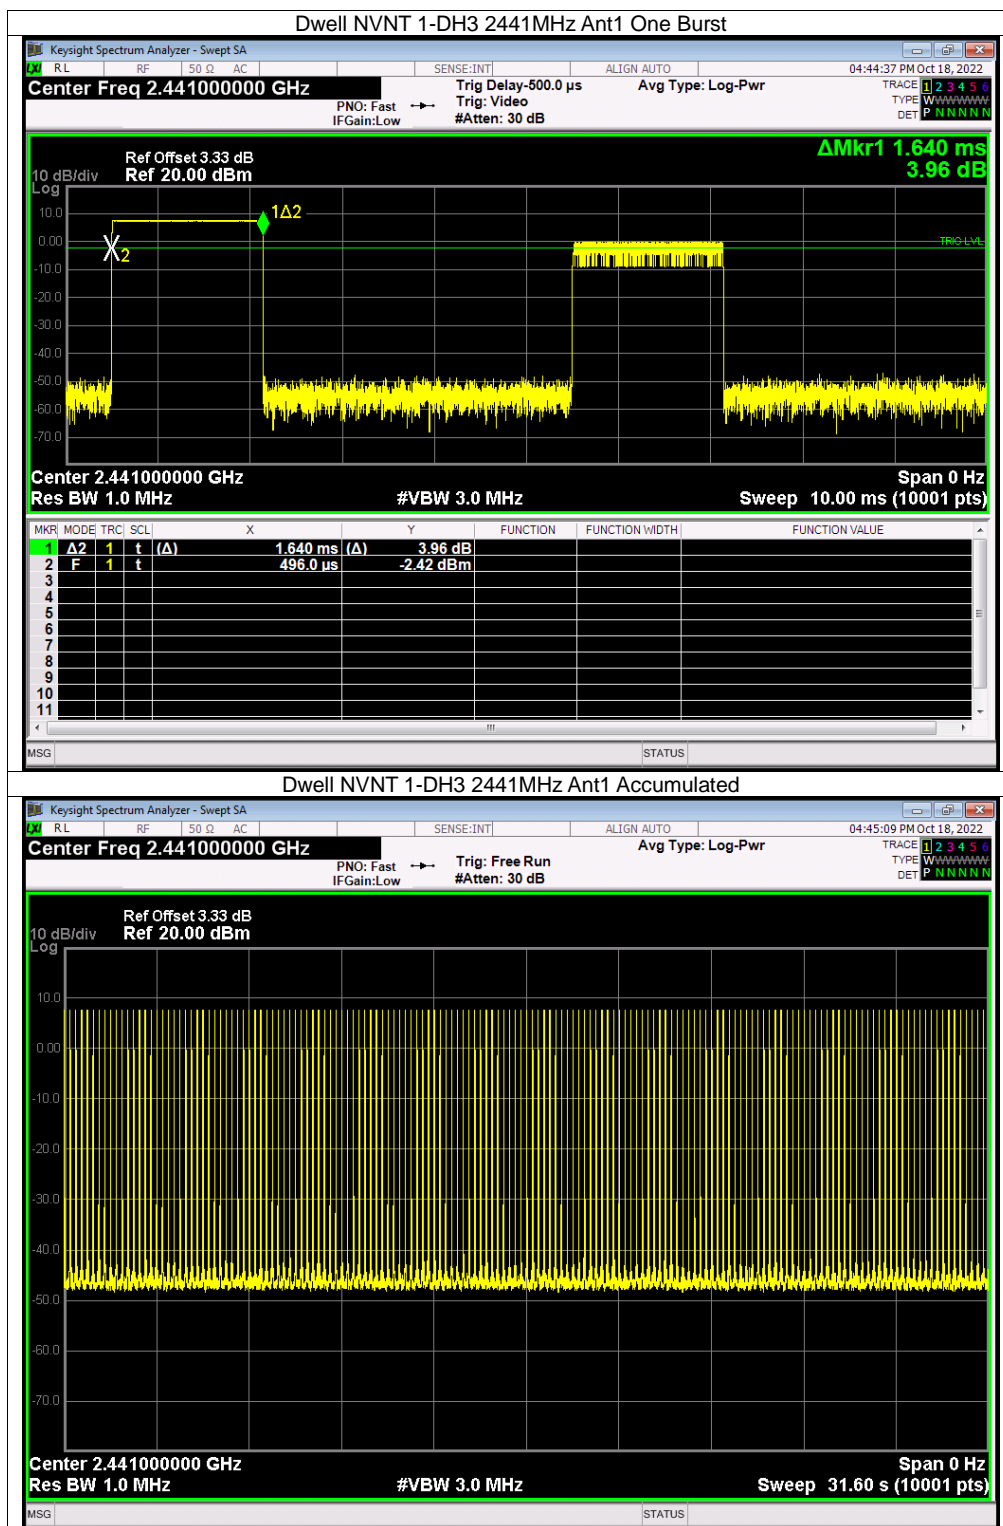 Dwell NVNT 1-DH3 2441MHz Ant1 One Burst
Keysight Spectrum Analyzer - Swept SA
LXI RL RF 50 Ω AC SENSE:INT ALIGN AUTO 04:44:37 PM Oct 18, 2022
Center Freq 2.441000000 GHz Trig Delay-500.0 µs Avg Type: Log-Pwr TRACE 1 2 3 4 5 6
PNO: Fast Trig: Video TYPE WWWWWW
IFGain:Low #Atten: 30 dB DET P N N N N N
ΔMkr1 1.640 ms
3.96 dB
Ref Offset 3.33 dB
10 dB/div Ref 20.00 dBm
Log
10.0
0.00
-10.0
-20.0
-30.0
-40.0
-50.0
-60.0
-70.0
1Δ2
2
TRIG LVL
Center 2.441000000 GHz Span 0 Hz
Res BW 1.0 MHz #VBW 3.0 MHz Sweep 10.00 ms (10001 pts)
MKR MODE TRC SCL X Y FUNCTION FUNCTION WIDTH FUNCTION VALUE
1 Δ2 1 t (Δ) 1.640 ms (Δ) 3.96 dB
2 F 1 t 496.0 µs -2.42 dBm
3
4
5
6
7
8
9
10
11
MSG STATUS
Dwell NVNT 1-DH3 2441MHz Ant1 Accumulated
Keysight Spectrum Analyzer - Swept SA
LXI RL RF 50 Ω AC SENSE:INT ALIGN AUTO 04:45:09 PM Oct 18, 2022
Center Freq 2.441000000 GHz Avg Type: Log-Pwr TRACE 1 2 3 4 5 6
PNO: Fast Trig: Free Run TYPE WWWWWW
IFGain:Low #Atten: 30 dB DET P N N N N N
Ref Offset 3.33 dB
10 dB/div Ref 20.00 dBm
Log
10.0
0.00
-10.0
-20.0
-30.0
-40.0
-50.0
-60.0
-70.0
Center 2.441000000 GHz Span 0 Hz
Res BW 1.0 MHz #VBW 3.0 MHz Sweep 31.60 s (10001 pts)
MSG STATUS